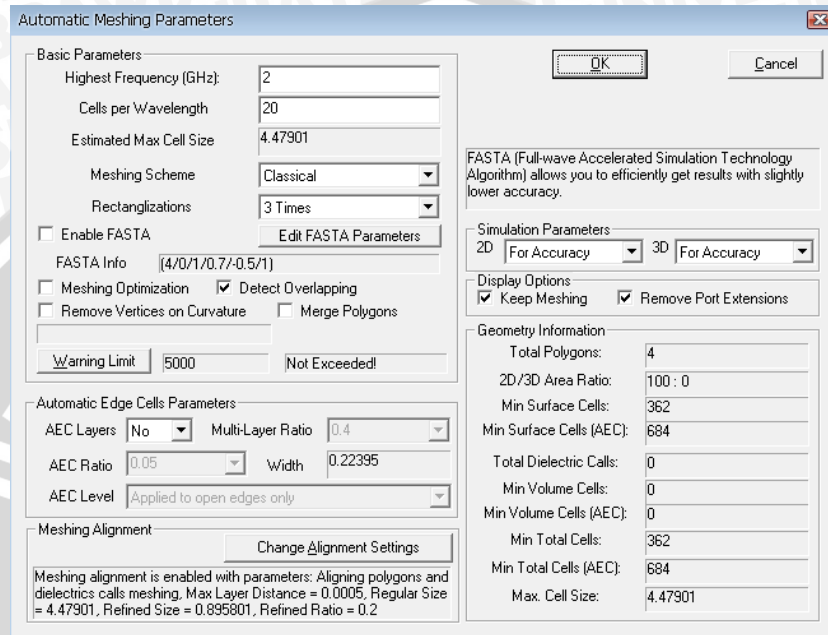 Automatic Meshing Parameters
Basic Parameters
Highest Frequency (GHz): 2
Cells per Wavelength 20
Estimated Max Cell Size 4.47901
Meshing Scheme Classical
Rectanglizations 3 Times
Enable FASTA Edit FASTA Parameters
FASTA Info (4/0/1/0.7/-0.5/1)
Meshing Optimization Detect Overlapping
Remove Vertices on Curvature Merge Polygons
Warning Limit 5000 Not Exceeded!
Automatic Edge Cells Parameters
AEC Layers No Multi-Layer Ratio 0.4
AEC Ratio 0.05 Width 0.22395
AEC Level Applied to open edges only
Meshing Alignment
Change Alignment Settings
Meshing alignment is enabled with parameters: Aligning polygons and
dielectrics calls meshing, Max Layer Distance = 0.0005, Regular Size
= 4.47901, Refined Size = 0.895801, Refined Ratio = 0.2
OK Cancel
FASTA (Full-wave Accelerated Simulation Technology
Algorithm) allows you to efficiently get results with slightly
lower accuracy.
Simulation Parameters
2D For Accuracy 3D For Accuracy
Display Options
Keep Meshing Remove Port Extensions
Geometry Information
Total Polygons: 4
2D/3D Area Ratio: 100 : 0
Min Surface Cells: 362
Min Surface Cells (AEC): 684
Total Dielectric Calls: 0
Min Volume Cells: 0
Min Volume Cells (AEC): 0
Min Total Cells: 362
Min Total Cells (AEC): 684
Max. Cell Size: 4.47901